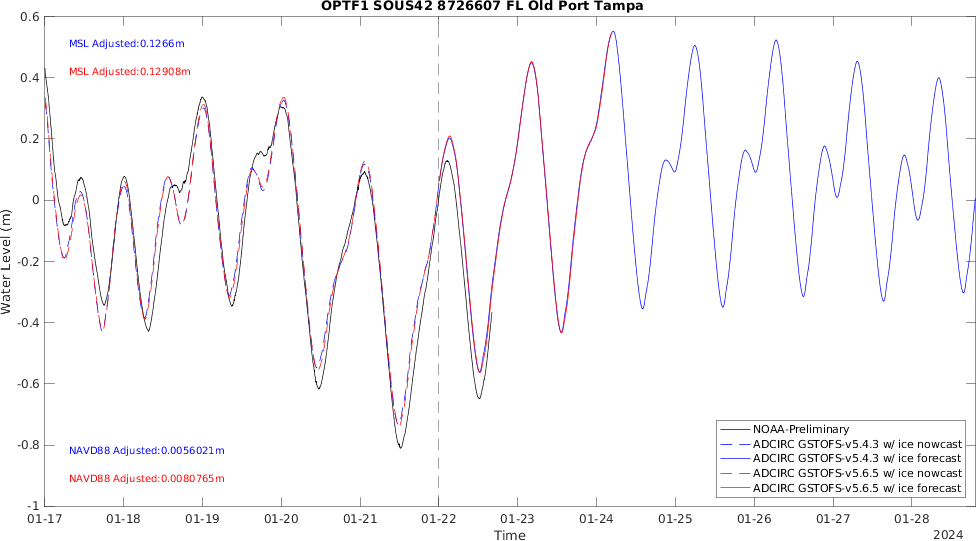 OPTF1 SOUS42 8726607 FL Old Port Tampa
0.6
0.4
0.2
0
-0.2
-0.4
-0.6
-0.8
-1
Water Level (m)
MSL Adjusted:0.1266m
MSL Adjusted:0.12908m
NAVD88 Adjusted:0.0056021m
NAVD88 Adjusted:0.0080765m
NOAA-Preliminary
ADCIRC GSTOFS-v5.4.3 w/ ice nowcast
ADCIRC GSTOFS-v5.4.3 w/ ice forecast
ADCIRC GSTOFS-v5.6.5 w/ ice nowcast
ADCIRC GSTOFS-v5.6.5 w/ ice forecast
01-17 01-18 01-19 01-20 01-21 01-22 01-23 01-24 01-25 01-26 01-27 01-28
Time
2024